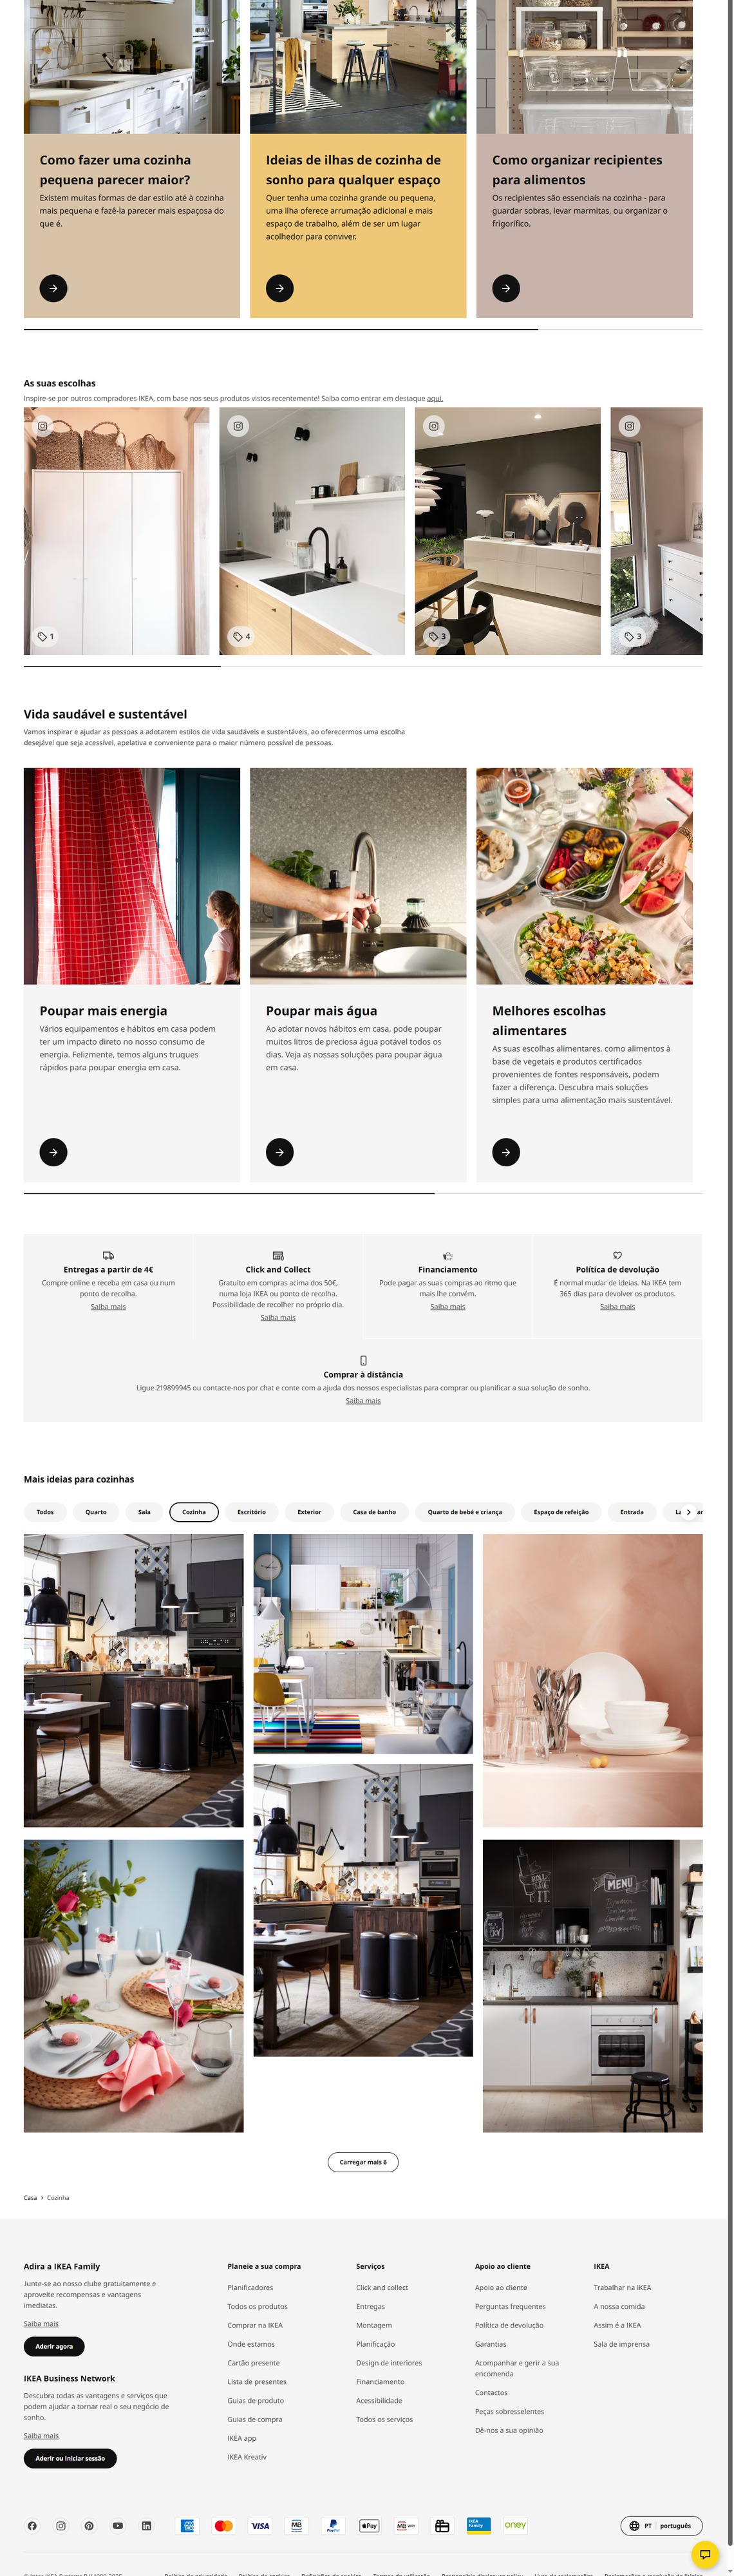 Como fazer uma cozinha
pequena parecer maior?
Existem muitas formas de dar estilo até à cozinha
mais pequena e fazê-la parecer mais espaçosa do
que é.
Ideias de ilhas de cozinha de
sonho para qualquer espaço
Quer tenha uma cozinha grande ou pequena,
uma ilha oferece arrumação adicional e mais
espaço de trabalho, além de ser um lugar
acolhedor para conviver.
Como organizar recipientes
para alimentos
Os recipientes são essenciais na cozinha - para
guardar sobras, levar marmitas, ou organizar o
frigorífico.
As suas escolhas
Inspire-se por outros compradores IKEA, com base nos seus produtos vistos recentemente! Saiba como entrar em destaque aqui.
1
4
3
3
Vida saudável e sustentável
Vamos inspirar e ajudar as pessoas a adotarem estilos de vida saudáveis e sustentáveis, ao oferecermos uma escolha
desejável que seja acessível, apelativa e conveniente para o maior número possível de pessoas.
Poupar mais energia
Vários equipamentos e hábitos em casa podem
ter um impacto direto no nosso consumo de
energia. Felizmente, temos alguns truques
rápidos para poupar energia em casa.
Poupar mais água
Ao adotar novos hábitos em casa, pode poupar
muitos litros de preciosa água potável todos os
dias. Veja as nossas soluções para poupar água
em casa.
Melhores escolhas
alimentares
As suas escolhas alimentares, como alimentos à
base de vegetais e produtos certificados
provenientes de fontes responsáveis, podem
fazer a diferença. Descubra mais soluções
simples para uma alimentação mais sustentável.
Entregas a partir de 4€
Compre online e receba em casa ou num
ponto de recolha.
Saiba mais
Click and Collect
Gratuito em compras acima dos 50€,
numa loja IKEA ou ponto de recolha.
Possibilidade de recolher no próprio dia.
Saiba mais
Financiamento
Pode pagar as suas compras ao ritmo que
mais lhe convém.
Saiba mais
Política de devolução
É normal mudar de ideias. Na IKEA tem
365 dias para devolver os produtos.
Saiba mais
Comprar à distância
Ligue 219899945 ou contacte-nos por chat e conte com a ajuda dos nossos especialistas para comprar ou planificar a sua solução de sonho.
Saiba mais
Mais ideias para cozinhas
Todos
Quarto
Sala
Cozinha
Escritório
Exterior
Casa de banho
Quarto de bebé e criança
Espaço de refeição
Entrada
MENU
Carregar mais 6
Casa > Cozinha
Adira a IKEA Family
Junte-se ao nosso clube gratuitamente e
aproveite recompensas e vantagens
imediatas.
Saiba mais
Aderir agora
IKEA Business Network
Descubra todas as vantagens e serviços que
podem ajudar a tornar real o seu negócio de
sonho.
Saiba mais
Aderir ou Iniciar sessão
Planeie a sua compra
Planificadores
Todos os produtos
Comprar na IKEA
Onde estamos
Cartão presente
Lista de presentes
Guias de produto
Guias de compra
IKEA app
IKEA Kreativ
Serviços
Click and collect
Entregas
Montagem
Planificação
Design de interiores
Financiamento
Acessibilidade
Todos os serviços
Apoio ao cliente
Apoio ao cliente
Perguntas frequentes
Política de devolução
Garantias
Acompanhar e gerir a sua
encomenda
Contactos
Peças sobresselentes
Dê-nos a sua opinião
IKEA
Trabalhar na IKEA
A nossa comida
Assim é a IKEA
Sala de imprensa
VISA
MB
PayPal
Pay
MB WAY
IKEA Family
oney
PT português